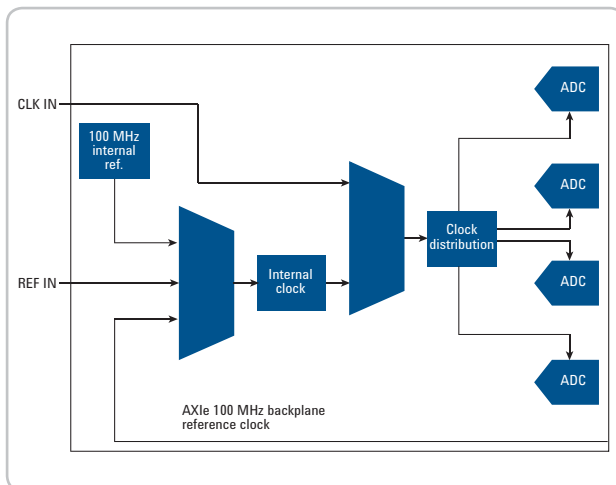 CLK IN
100 MHz
internal
ref.
REF IN
Internal
clock
Clock
distribution
ADC
ADC
ADC
ADC
AXIe 100 MHz backplane
reference clock